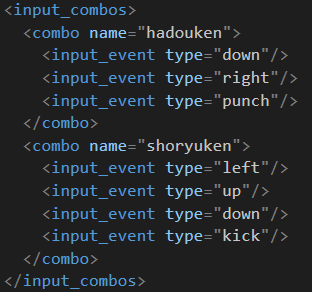 <input_combos>
  <combo name="hadouken">
    <input_event type="down"/>
    <input_event type="right"/>
    <input_event type="punch"/>
  </combo>
  <combo name="shoryuken">
    <input_event type="left"/>
    <input_event type="up"/>
    <input_event type="down"/>
    <input_event type="kick"/>
  </combo>
</input_combos>